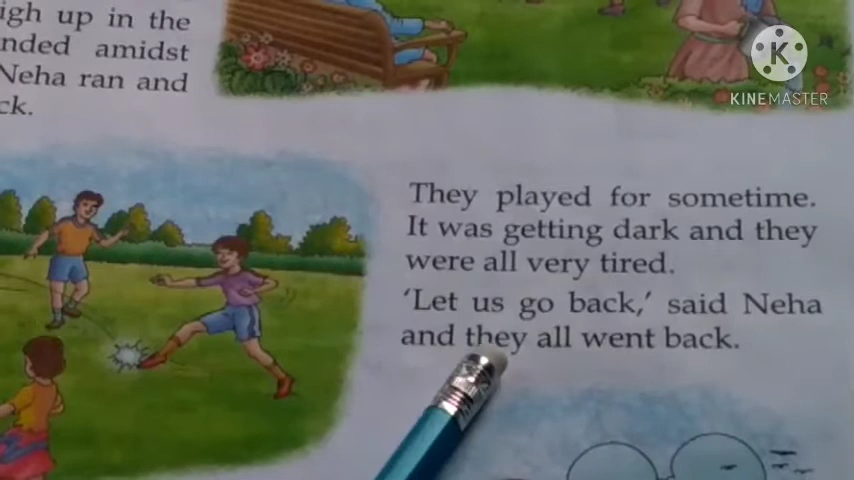 igh up in the
nded amidst
Neha ran and
ck.
K
KINEMASTER
They played for sometime.
It was getting dark and they
were all very tired.
'Let us go back,' said Neha
and they all went back.